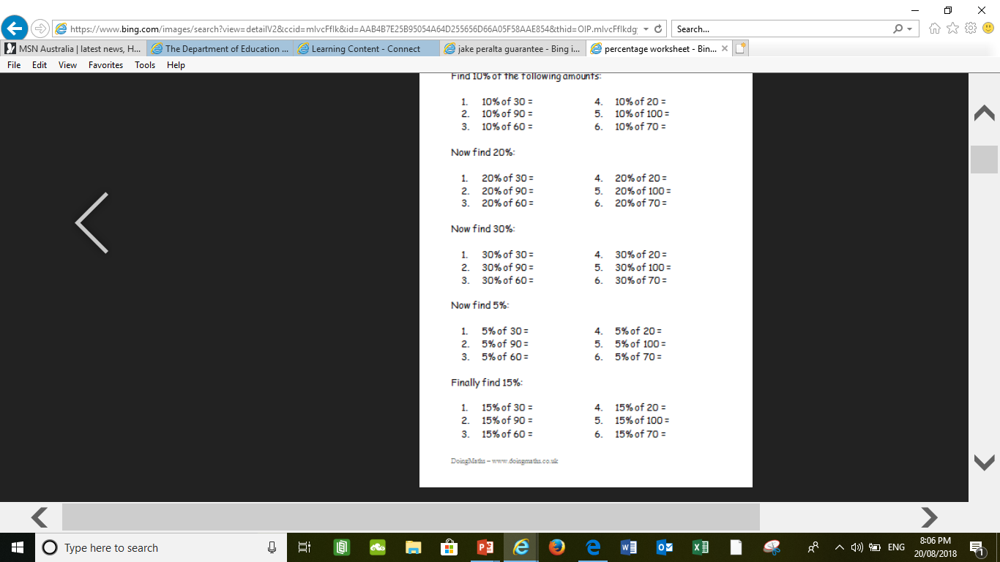 https://www.bing.com/images/search?view=detailV2&ccid=mlvcFflk&id=AAB4B7E25B95054A64D255656D66A05F53AAE854&thid=OIP.mlvcFflkdg
Search...
MSN Australia | latest news, H...
The Department of Education ...
Learning Content - Connect
jake peralta guarantee - Bing i...
percentage worksheet - Bin...
File Edit View Favorites Tools Help
Find 10% of the following amounts:
1. 10% of 30 = 4. 10% of 20 =
2. 10% of 90 = 5. 10% of 100 =
3. 10% of 60 = 6. 10% of 70 =
Now find 20%:
1. 20% of 30 = 4. 20% of 20 =
2. 20% of 90 = 5. 20% of 100 =
3. 20% of 60 = 6. 20% of 70 =
Now find 30%:
1. 30% of 30 = 4. 30% of 20 =
2. 30% of 90 = 5. 30% of 100 =
3. 30% of 60 = 6. 30% of 70 =
Now find 5%:
1. 5% of 30 = 4. 5% of 20 =
2. 5% of 90 = 5. 5% of 100 =
3. 5% of 60 = 6. 5% of 70 =
Finally find 15%:
1. 15% of 30 = 4. 15% of 20 =
2. 15% of 90 = 5. 15% of 100 =
3. 15% of 60 = 6. 15% of 70 =
DoingMaths – www.doingmaths.co.uk
Type here to search
ENG
8:06 PM
20/08/2018
1